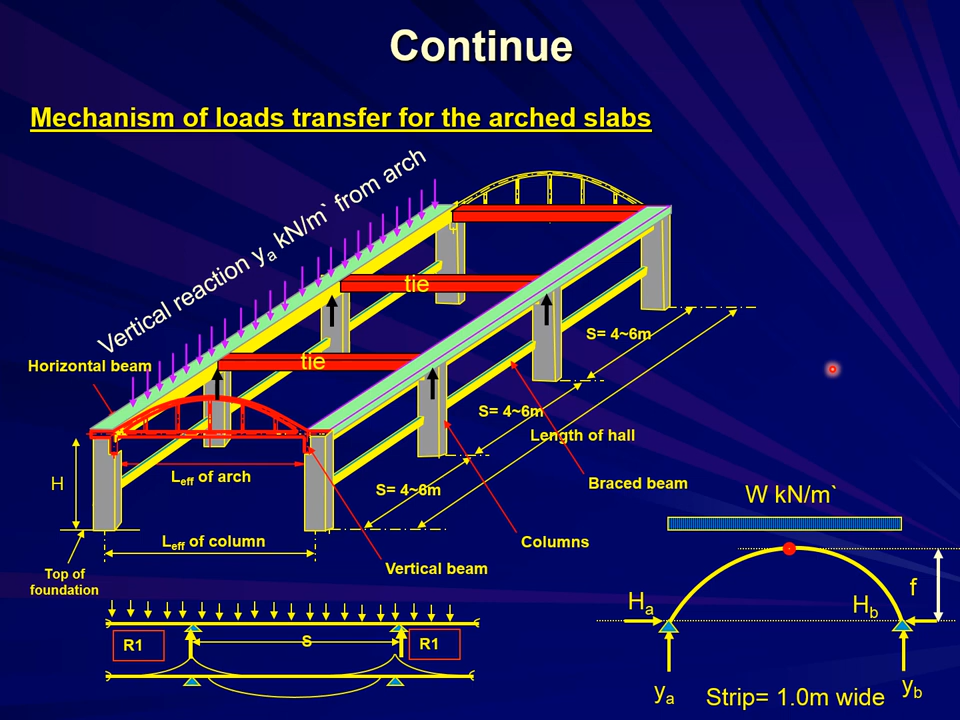 Continue
Mechanism of loads transfer for the arched slabs
Vertical reaction ya kN/m` from arch
tie
S= 4~6m
Horizontal beam
tie
S= 4~6m
Length of hall
Leff of arch
H
S= 4~6m
Braced beam
W kN/m`
Leff of column
Columns
Top of
foundation
Vertical beam
Ha
Hb
f
R1
S
R1
ya
Strip= 1.0m wide
yb